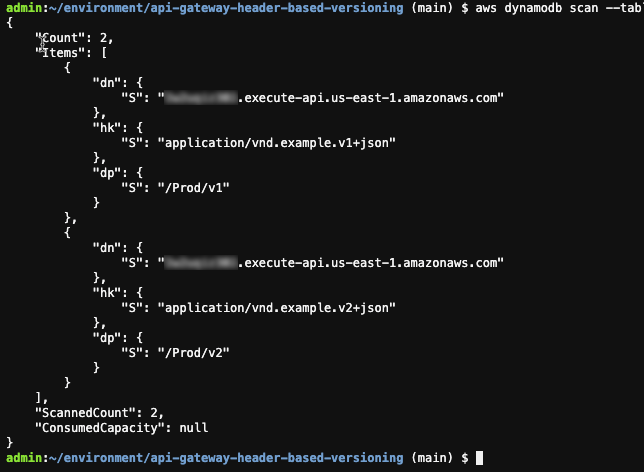 admin:~/environment/api-gateway-header-based-versioning (main) $ aws dynamodb scan --tabl
{
    "Count": 2,
    "Items": [
        {
            "dn": {
                "S": ".execute-api.us-east-1.amazonaws.com"
            },
            "hk": {
                "S": "application/vnd.example.v1+json"
            },
            "dp": {
                "S": "/Prod/v1"
            }
        },
        {
            "dn": {
                "S": ".execute-api.us-east-1.amazonaws.com"
            },
            "hk": {
                "S": "application/vnd.example.v2+json"
            },
            "dp": {
                "S": "/Prod/v2"
            }
        }
    ],
    "ScannedCount": 2,
    "ConsumedCapacity": null
}
admin:~/environment/api-gateway-header-based-versioning (main) $